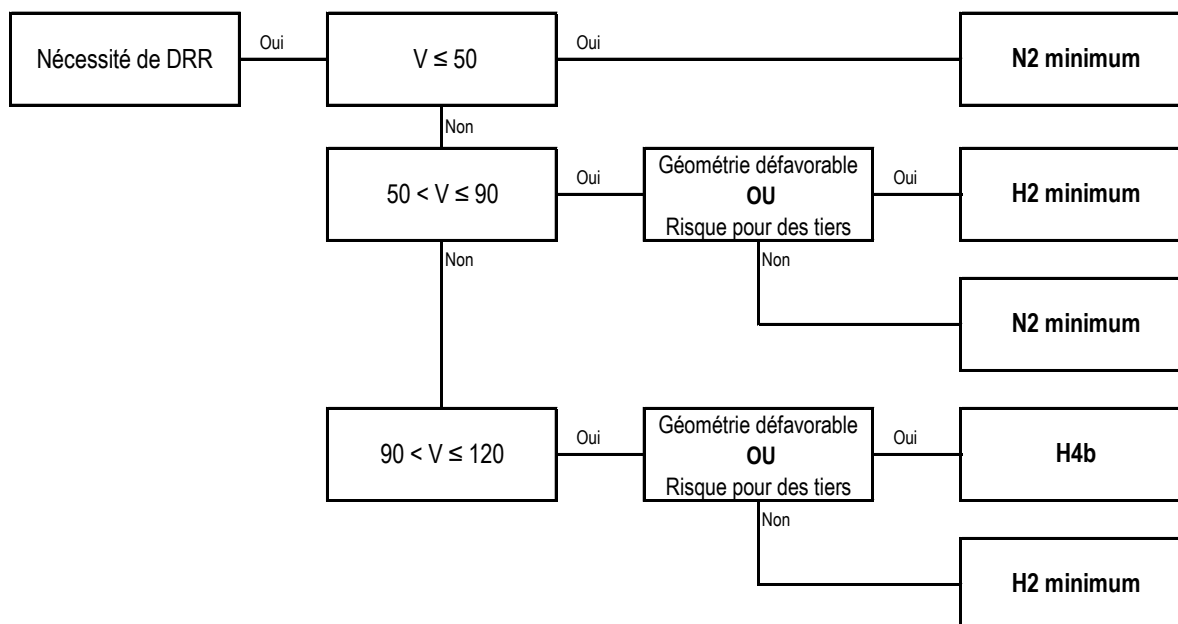 Nécessité de DRR
Oui
V ≤ 50
Oui
N2 minimum
Non
50 < V ≤ 90
Oui
Géométrie défavorable
OU
Risque pour des tiers
Oui
H2 minimum
Non
Non
N2 minimum
90 < V ≤ 120
Oui
Géométrie défavorable
OU
Risque pour des tiers
Oui
H4b
Non
H2 minimum